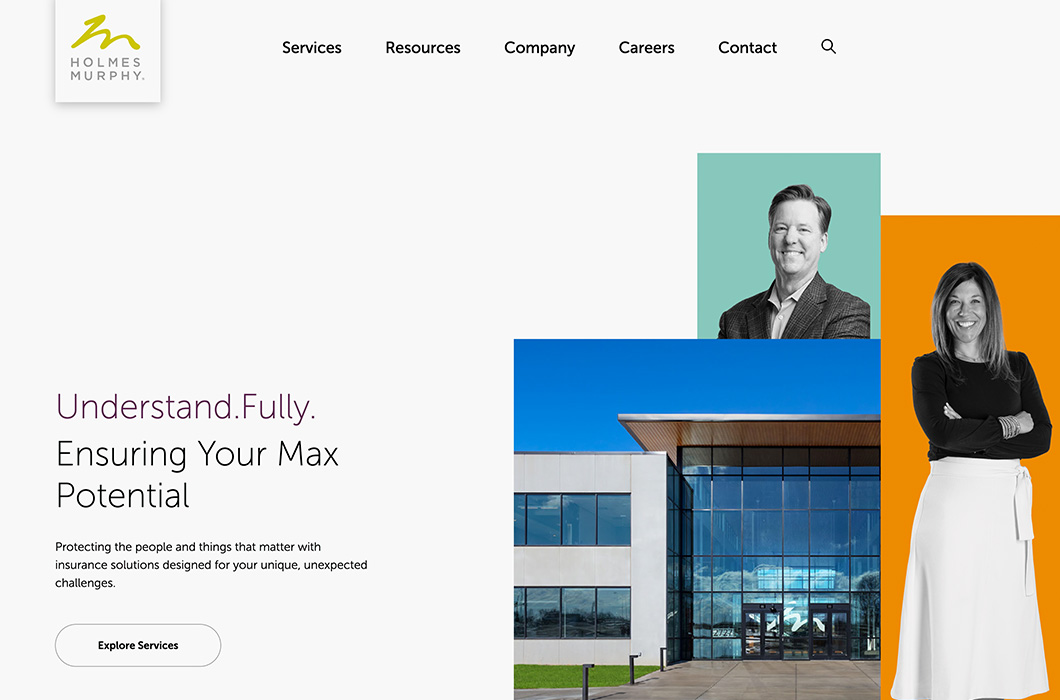 HOLMES
MURPHY®
Services Resources Company Careers Contact
Understand.Fully.
Ensuring Your Max
Potential
Protecting the people and things that matter with
insurance solutions designed for your unique, unexpected
challenges.
Explore Services
2727